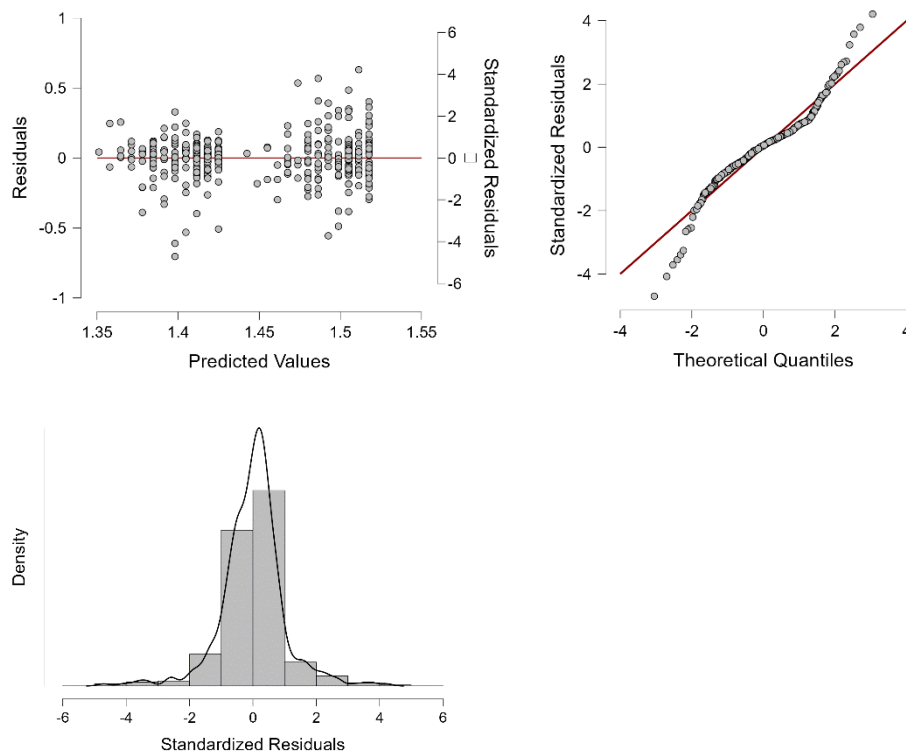 1
0.5
0
-0.5
-1
Residuals
6
4
2
0
-2
-4
-6
Standardized Residuals
1.35 1.4 1.45 1.5 1.55
Predicted Values
4
2
0
-2
-4
Standardized Residuals
-4 -2 0 2 4
Theoretical Quantiles
Density
-6 -4 -2 0 2 4 6
Standardized Residuals